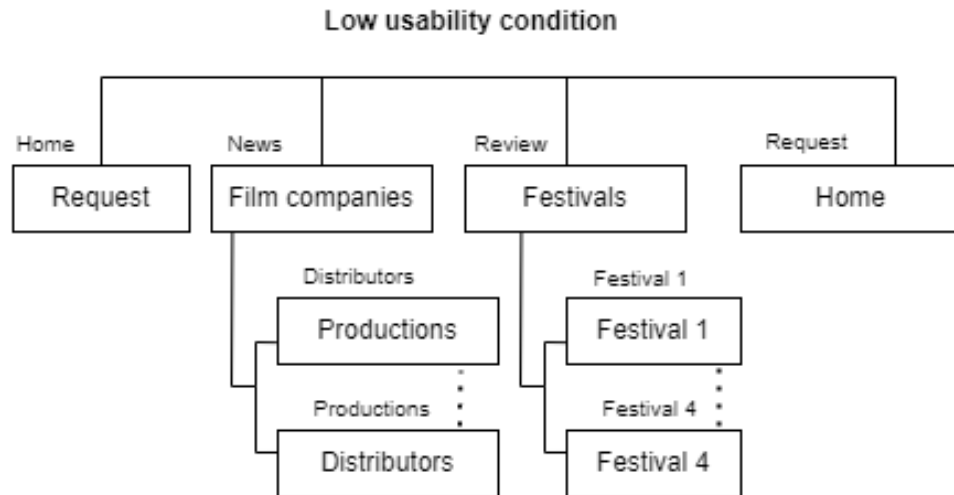 Low usability condition
Home
News
Review
Request
Request
Film companies
Festivals
Home
Distributors
Festival 1
Productions
Festival 1
Productions
Festival 4
Distributors
Festival 4